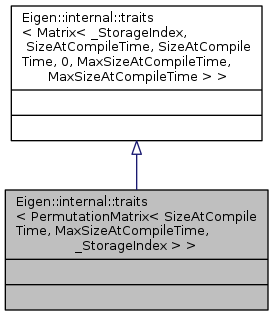 Eigen::internal::traits
< Matrix< _StorageIndex,
SizeAtCompileTime, SizeAtCompile
Time, 0, MaxSizeAtCompileTime,
MaxSizeAtCompileTime > >
Eigen::internal::traits
< PermutationMatrix< SizeAtCompile
Time, MaxSizeAtCompileTime,
_StorageIndex > >